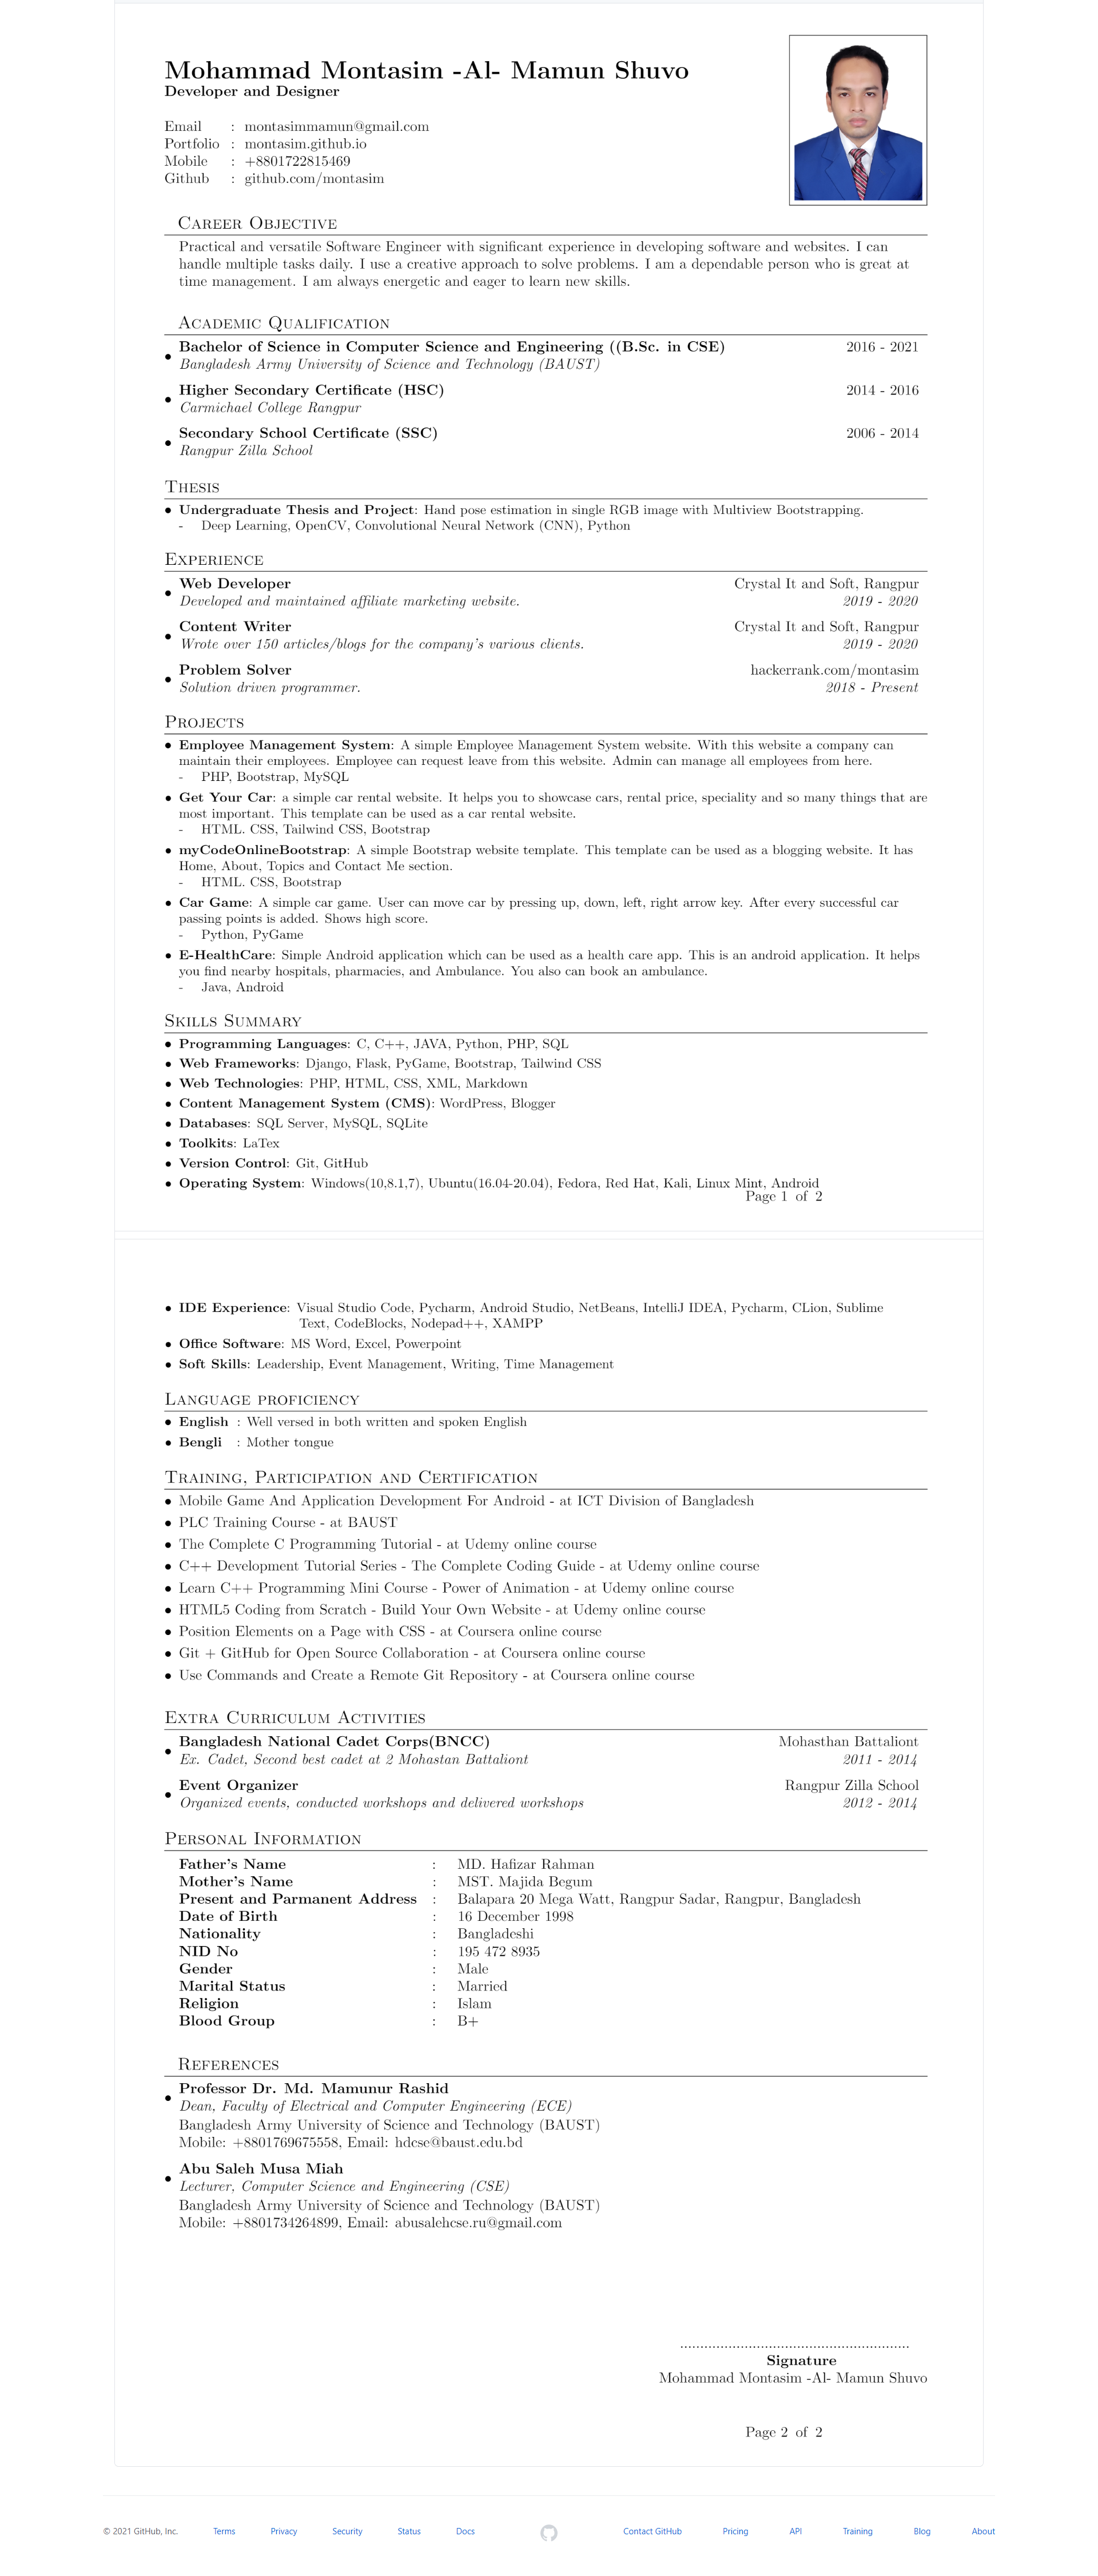 Mohammad Montasim -Al- Mamun Shuvo
Developer and Designer
Email : montasimmamun@gmail.com
Portfolio : montasim.github.io
Mobile : +8801722815469
Github : github.com/montasim
Career Objective
Practical and versatile Software Engineer with significant experience in developing software and websites. I can
handle multiple tasks daily. I use a creative approach to solve problems. I am a dependable person who is great at
time management. I am always energetic and eager to learn new skills.
Academic Qualification
• Bachelor of Science in Computer Science and Engineering ((B.Sc. in CSE) 2016 - 2021
Bangladesh Army University of Science and Technology (BAUST)
• Higher Secondary Certificate (HSC) 2014 - 2016
Carmichael College Rangpur
• Secondary School Certificate (SSC) 2006 - 2014
Rangpur Zilla School
Thesis
• Undergraduate Thesis and Project: Hand pose estimation in single RGB image with Multiview Bootstrapping.
- Deep Learning, OpenCV, Convolutional Neural Network (CNN), Python
Experience
• Web Developer Crystal It and Soft, Rangpur
Developed and maintained affiliate marketing website. 2019 - 2020
• Content Writer Crystal It and Soft, Rangpur
Wrote over 150 articles/blogs for the company's various clients. 2019 - 2020
• Problem Solver hackerrank.com/montasim
Solution driven programmer. 2018 - Present
Projects
• Employee Management System: A simple Employee Management System website. With this website a company can
maintain their employees. Employee can request leave from this website. Admin can manage all employees from here.
- PHP, Bootstrap, MySQL
• Get Your Car: a simple car rental website. It helps you to showcase cars, rental price, speciality and so many things that are
most important. This template can be used as a car rental website.
- HTML. CSS, Tailwind CSS, Bootstrap
• myCodeOnlineBootstrap: A simple Bootstrap website template. This template can be used as a blogging website. It has
Home, About, Topics and Contact Me section.
- HTML. CSS, Bootstrap
• Car Game: A simple car game. User can move car by pressing up, down, left, right arrow key. After every successful car
passing points is added. Shows high score.
- Python, PyGame
• E-HealthCare: Simple Android application which can be used as a health care app. This is an android application. It helps
you find nearby hospitals, pharmacies, and Ambulance. You also can book an ambulance.
- Java, Android
Skills Summary
• Programming Languages: C, C++, JAVA, Python, PHP, SQL
• Web Frameworks: Django, Flask, PyGame, Bootstrap, Tailwind CSS
• Web Technologies: PHP, HTML, CSS, XML, Markdown
• Content Management System (CMS): WordPress, Blogger
• Databases: SQL Server, MySQL, SQLite
• Toolkits: LaTex
• Version Control: Git, GitHub
• Operating System: Windows(10,8.1,7), Ubuntu(16.04-20.04), Fedora, Red Hat, Kali, Linux Mint, Android
Page 1 of 2
• IDE Experience: Visual Studio Code, Pycharm, Android Studio, NetBeans, IntelliJ IDEA, Pycharm, CLion, Sublime
Text, CodeBlocks, Nodepad++, XAMPP
• Office Software: MS Word, Excel, Powerpoint
• Soft Skills: Leadership, Event Management, Writing, Time Management
Language proficiency
• English : Well versed in both written and spoken English
• Bengli : Mother tongue
Training, Participation and Certification
• Mobile Game And Application Development For Android - at ICT Division of Bangladesh
• PLC Training Course - at BAUST
• The Complete C Programming Tutorial - at Udemy online course
• C++ Development Tutorial Series - The Complete Coding Guide - at Udemy online course
• Learn C++ Programming Mini Course - Power of Animation - at Udemy online course
• HTML5 Coding from Scratch - Build Your Own Website - at Udemy online course
• Position Elements on a Page with CSS - at Coursera online course
• Git + GitHub for Open Source Collaboration - at Coursera online course
• Use Commands and Create a Remote Git Repository - at Coursera online course
Extra Curriculum Activities
• Bangladesh National Cadet Corps(BNCC) Mohasthan Battaliont
Ex. Cadet, Second best cadet at 2 Mohastan Battaliont 2011 - 2014
• Event Organizer Rangpur Zilla School
Organized events, conducted workshops and delivered workshops 2012 - 2014
Personal Information
Father's Name : MD. Hafizar Rahman
Mother's Name : MST. Majida Begum
Present and Parmanent Address : Balapara 20 Mega Watt, Rangpur Sadar, Rangpur, Bangladesh
Date of Birth : 16 December 1998
Nationality : Bangladeshi
NID No : 195 472 8935
Gender : Male
Marital Status : Married
Religion : Islam
Blood Group : B+
References
• Professor Dr. Md. Mamunur Rashid
Dean, Faculty of Electrical and Computer Engineering (ECE)
Bangladesh Army University of Science and Technology (BAUST)
Mobile: +8801769675558, Email: hdcse@baust.edu.bd
• Abu Saleh Musa Miah
Lecturer, Computer Science and Engineering (CSE)
Bangladesh Army University of Science and Technology (BAUST)
Mobile: +8801734264899, Email: abusalehcse.ru@gmail.com
.........................................................
Signature
Mohammad Montasim -Al- Mamun Shuvo
Page 2 of 2
© 2021 GitHub, Inc. Terms Privacy Security Status Docs Contact GitHub Pricing API Training Blog About